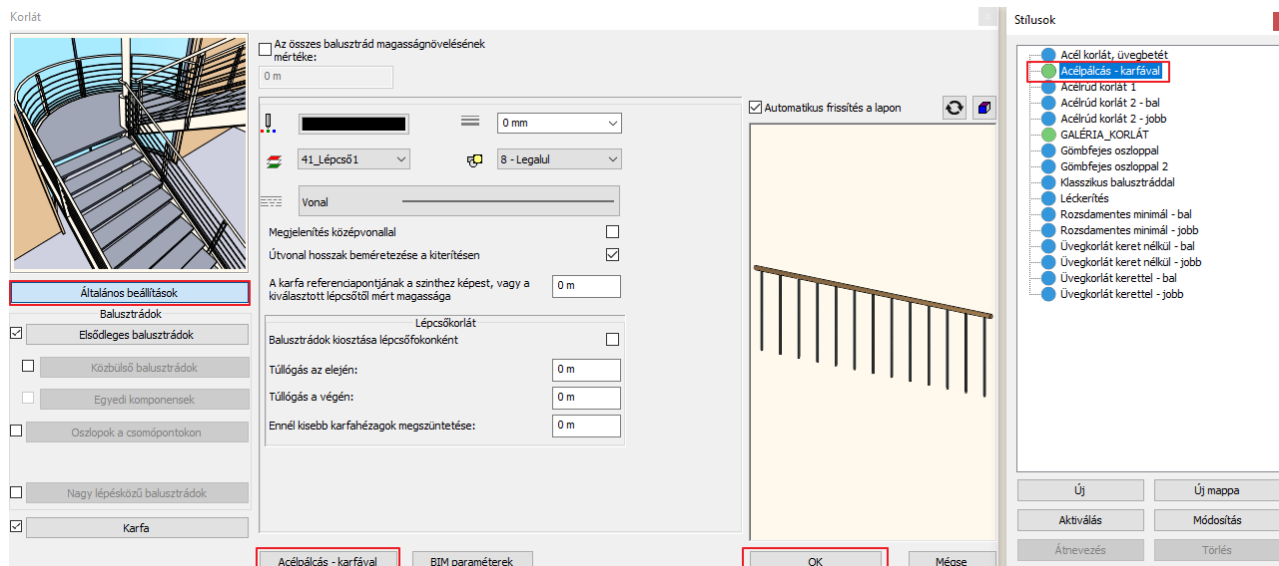 Korlát
Az összes balusztrád magasságnövelésének
mértéke:
0 m
0 mm
41_Lépcső1
8 - Legalul
Vonal
Megjelenítés középvonallal
Útvonal hosszak beméretezése a kiterítésen
A karfa referenciapontjának a szinthez képest, vagy a
kiválasztott lépcsőtől mért magassága
0 m
Lépcsőkorlát
Balusztrádok kiosztása lépcsőfokonként
Túllógás az elején:
0 m
Túllógás a végén:
0 m
Ennél kisebb karfahézagok megszüntetése:
0 m
Általános beállítások
Balusztrádok
Elsődleges balusztrádok
Közbülső balusztrádok
Egyedi komponensek
Oszlopok a csomópontokon
Nagy lépésközű balusztrádok
Karfa
Acélpálcás - karfával
BIM paraméterek
Automatikus frissítés a lapon
OK
Mégse
Stílusok
Acél korlát, üvegbetét
Acélpálcás - karfával
Acélrúd korlát 1
Acélrúd korlát 2 - bal
Acélrúd korlát 2 - jobb
GALÉRIA_KORLÁT
Gömbfejes oszloppal
Gömbfejes oszloppal 2
Klasszikus balusztráddal
Léckerítés
Rozsdamentes minimál - bal
Rozsdamentes minimál - jobb
Üvegkorlát keret nélkül - bal
Üvegkorlát keret nélkül - jobb
Üvegkorlát kerettel - bal
Üvegkorlát kerettel - jobb
Új
Új mappa
Aktiválás
Módosítás
Átnevezés
Törlés